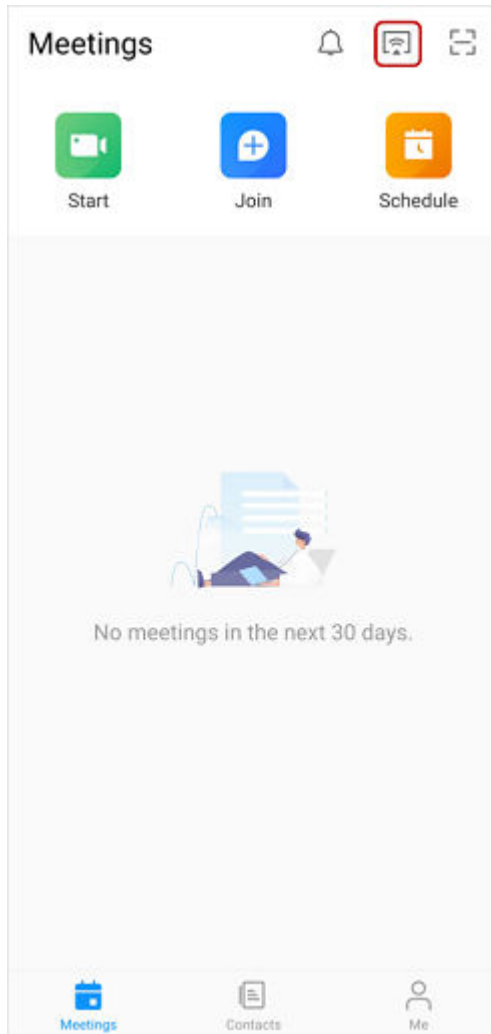 Meetings
Start
Join
Schedule
No meetings in the next 30 days.
Meetings
Contacts
Me